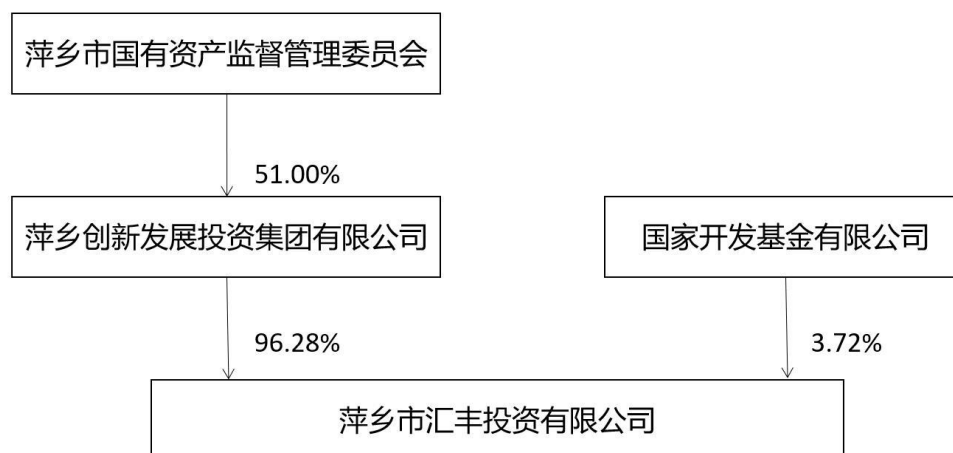 萍乡市国有资产监督管理委员会
51.00%
萍乡创新发展投资集团有限公司
国家开发基金有限公司
96.28%
3.72%
萍乡市汇丰投资有限公司